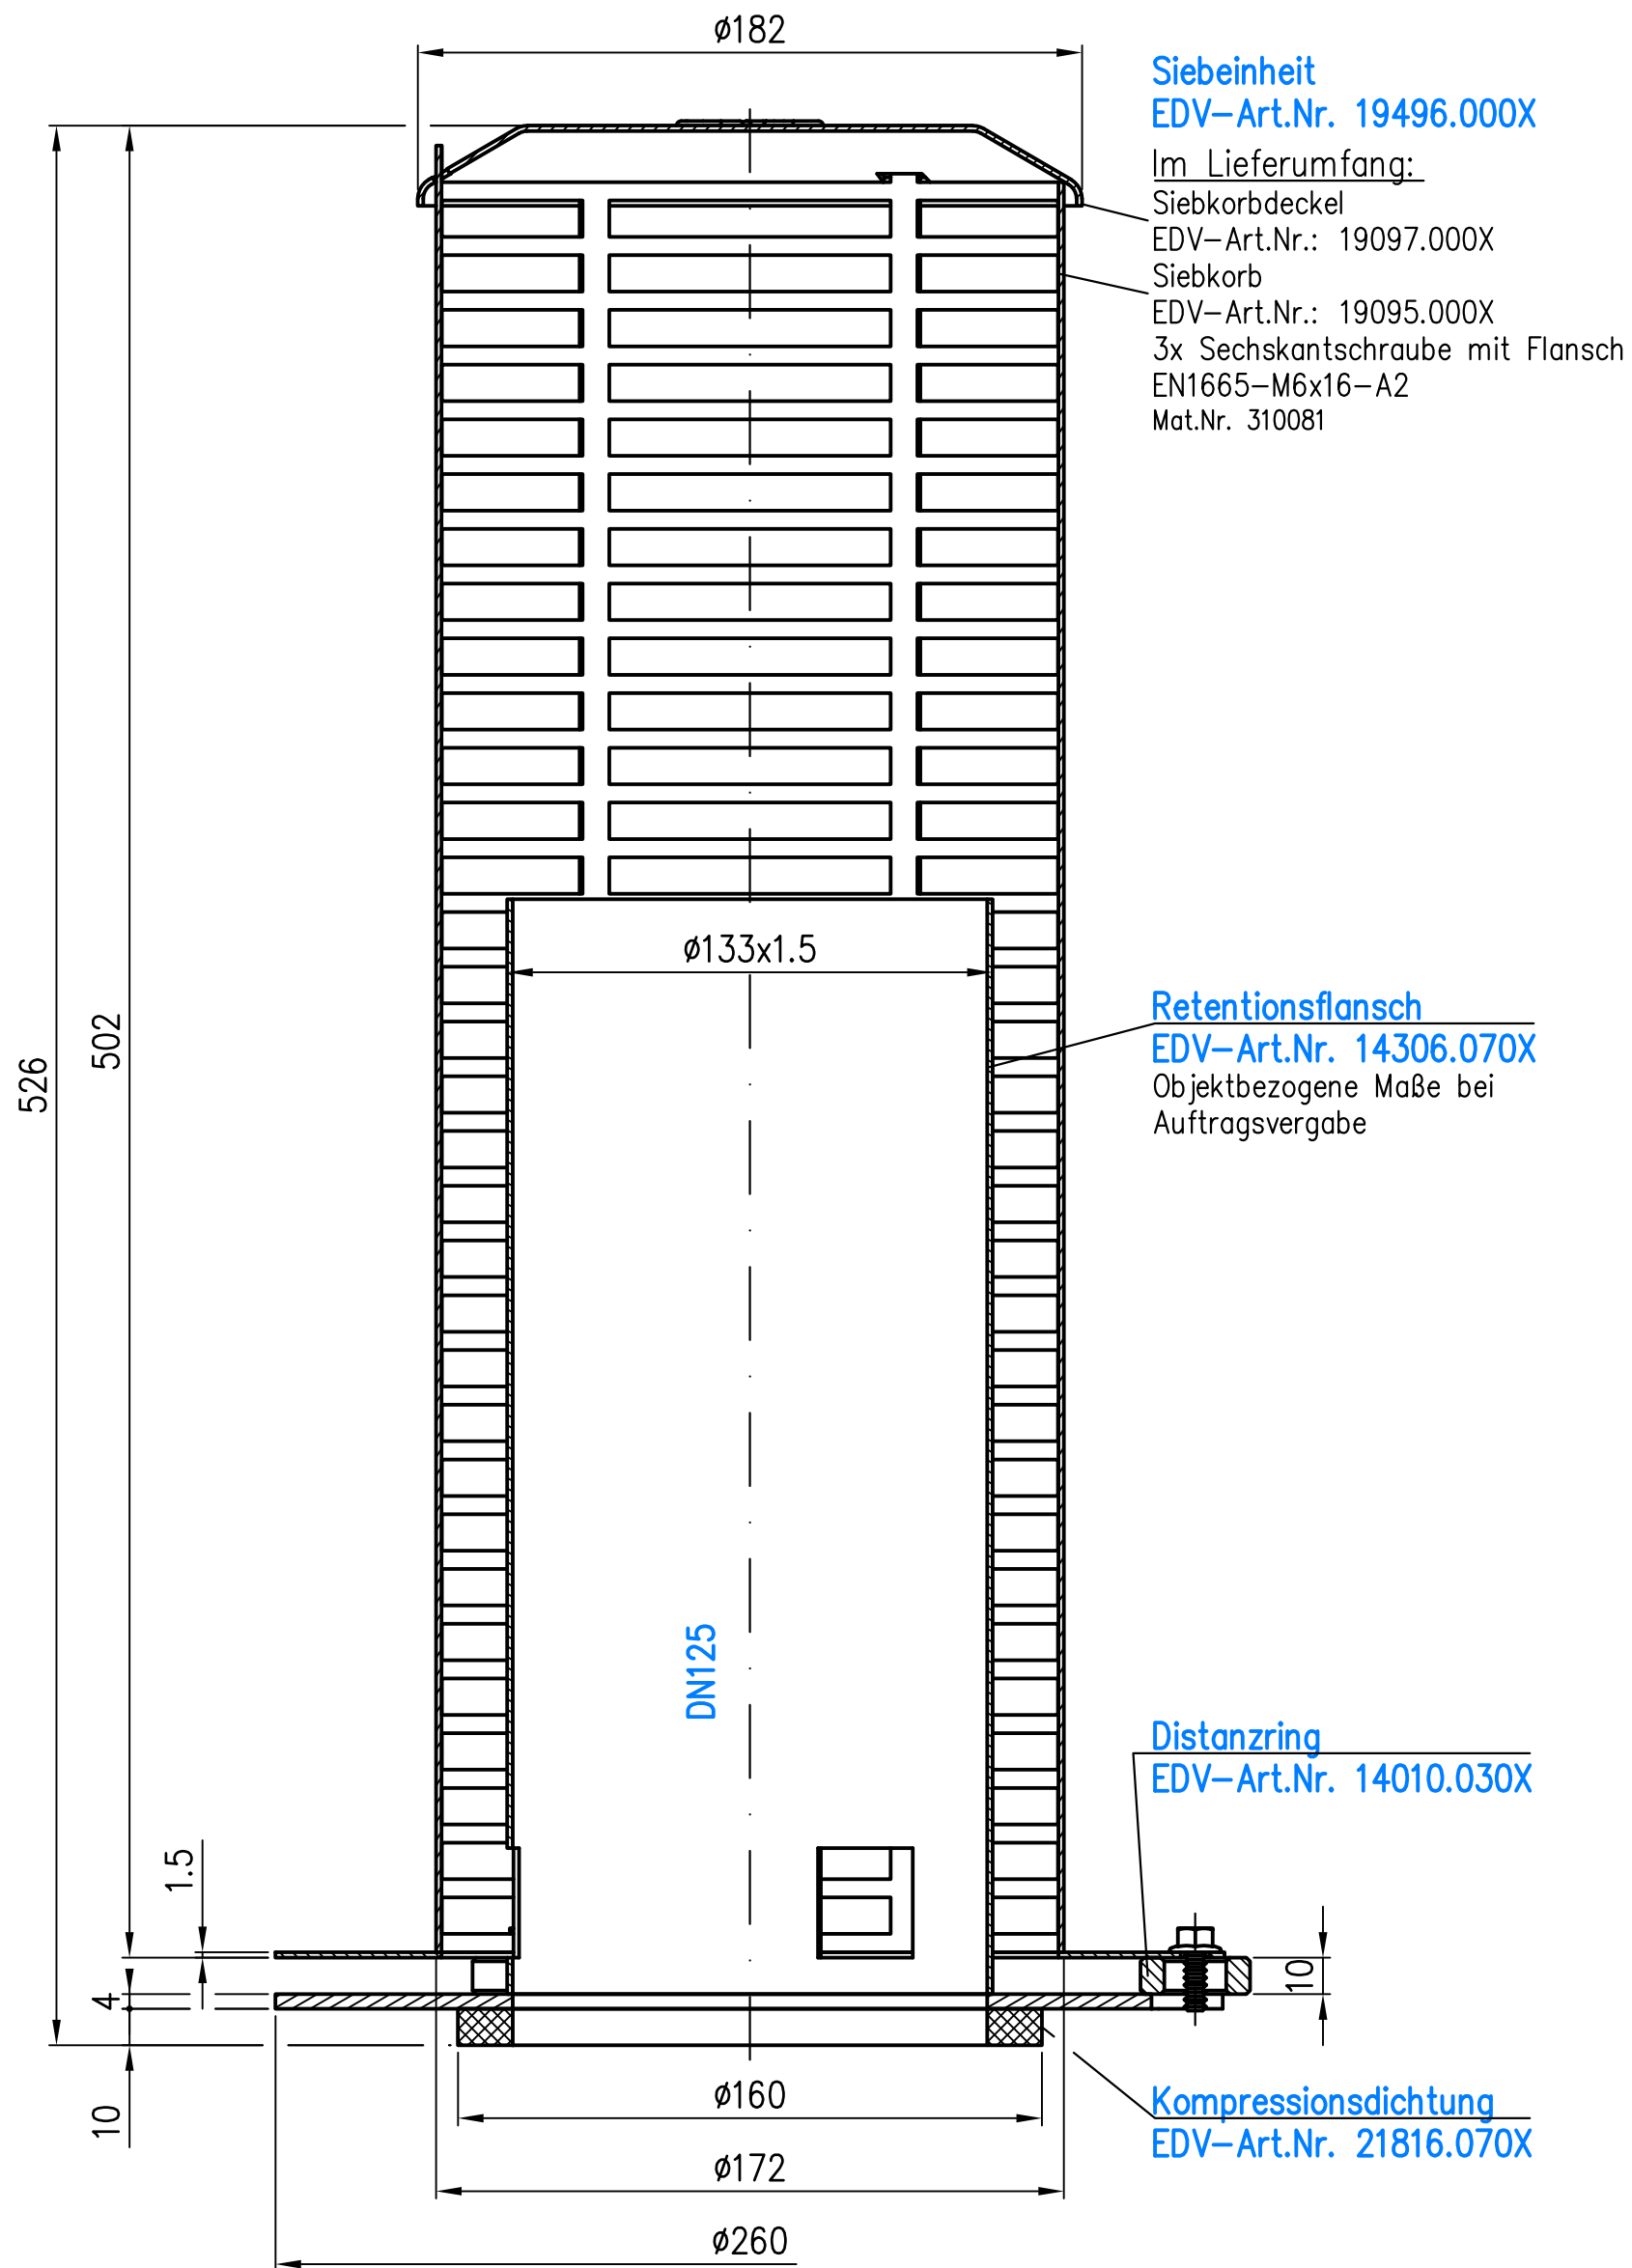 ø182
Siebeinheit
EDV-Art.Nr. 19496.000X
Im Lieferumfang:
Siebkorbdeckel
EDV-Art.Nr.: 19097.000X
Siebkorb
EDV-Art.Nr.: 19095.000X
3x Sechskantschraube mit Flansch
EN1665-M6x16-A2
Mat.Nr. 310081
ø133x1.5
526
502
Retentionsflansch
EDV-Art.Nr. 14306.070X
Objektbezogene Maße bei
Auftragsvergabe
DN125
Distanzring
EDV-Art.Nr. 14010.030X
1.5
4
10
10
ø160
Kompressionsdichtung
EDV-Art.Nr. 21816.070X
ø172
ø260